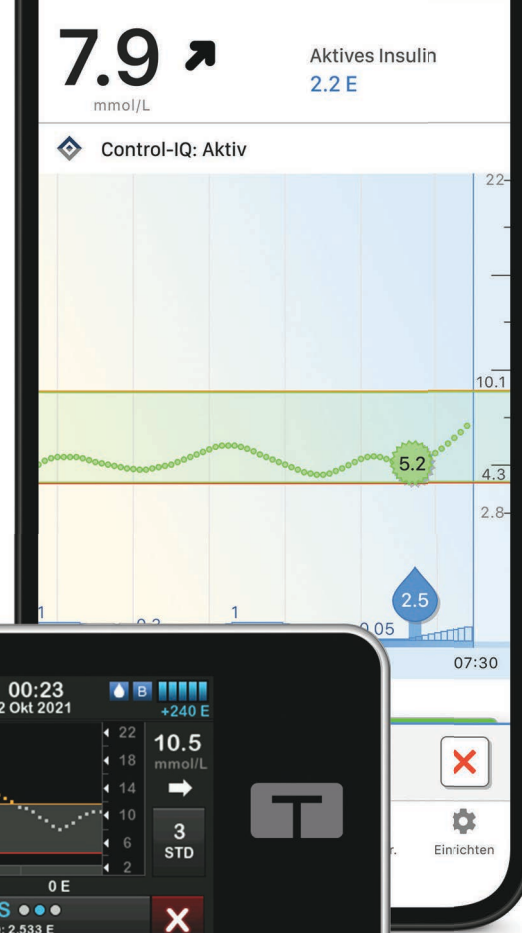 7.9
mmol/L
Aktives Insulin
2.2 E
Control-IQ: Aktiv
22
10.1
5.2
4.3
2.8
2.5
1
1
0.05
07:30
00:23
2 Okt 2021
B
+240 E
22
10.5
mmol/L
18
14
10
3
STD
6
2
0 E
S
: 2.533 E
X
T
r.
Einrichten